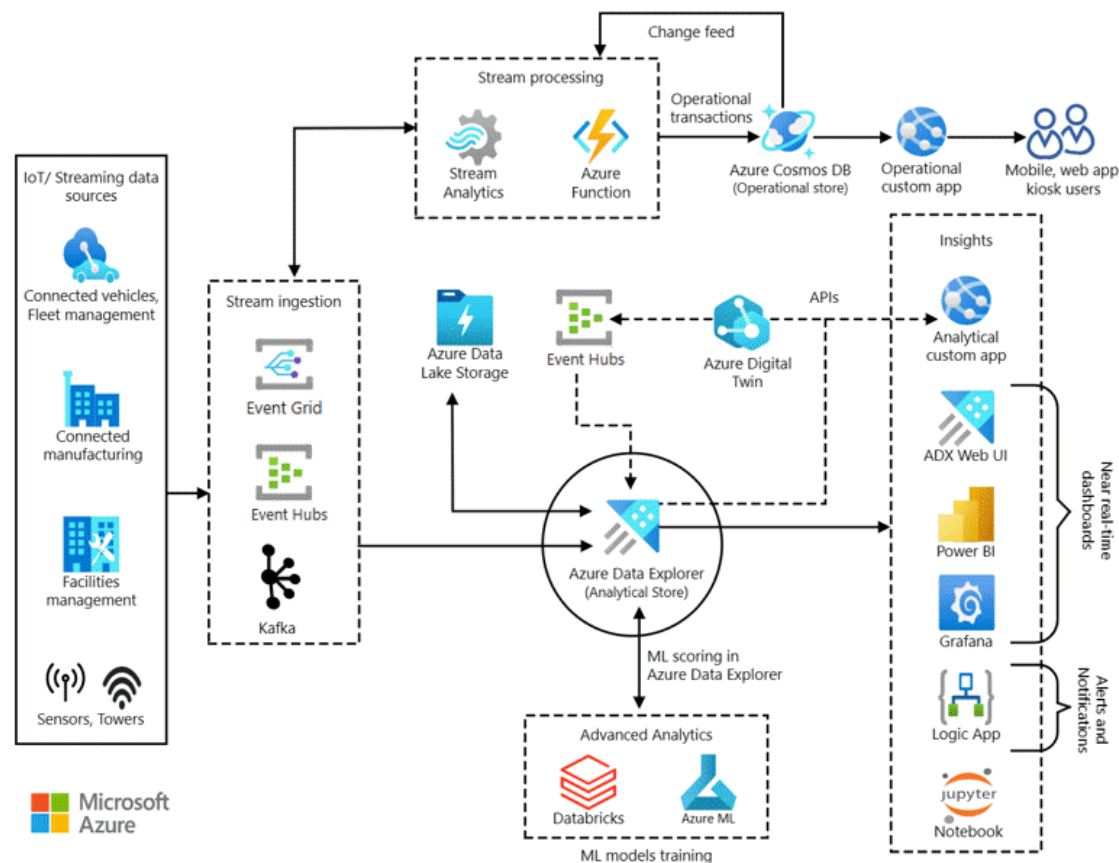 Change feed
Stream processing
Stream
Analytics
Azure
Function
Operational
transactions
Azure Cosmos DB
(Operational store)
Operational
custom app
Mobile, web app
kiosk users
IoT/ Streaming data
sources
Connected vehicles,
Fleet management
Connected
manufacturing
Facilities
management
Sensors, Towers
Stream ingestion
Event Grid
Event Hubs
Kafka
Azure Data
Lake Storage
Event Hubs
Azure Digital
Twin
APIs
Azure Data Explorer
(Analytical Store)
ML scoring in
Azure Data Explorer
Advanced Analytics
Databricks
Azure ML
ML models training
Insights
Analytical
custom app
ADX Web UI
Power BI
Grafana
Near real-time
dashboards
Logic App
Alerts and
Notifications
jupyter
Notebook
Microsoft
Azure